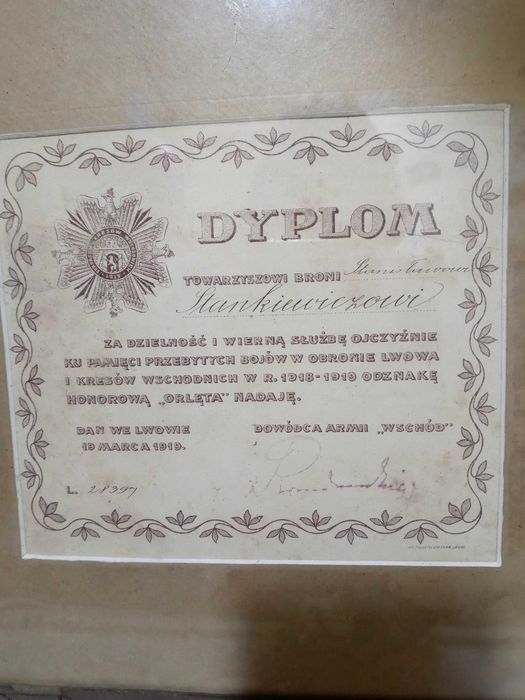 DYPLOM
TOWARZYSZOWI BRONI Stanisławowi
Stankiewiczowi
ZA DZIELNOŚĆ I WIERNĄ SŁUŻBĘ OJCZYŹNIE
KU PAMIĘCI PRZEBYTYCH BOJÓW W OBRONIE LWOWA
I KRESÓW WSCHODNICH W R. 1918-1919 ODZNAKĘ
HONOROWĄ „ORLĘTA" NADAJĘ.
DAN WE LWOWIE DOWÓDCA ARMII „WSCHÓD"
19 MARCA 1919.
L. 21397